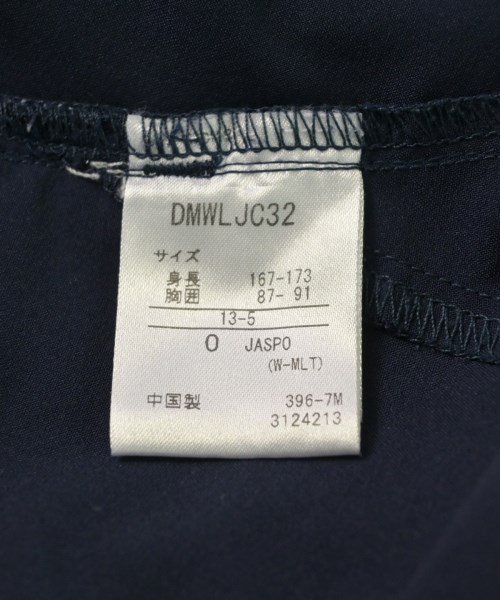 DMWLJC32
サイズ
身長 167-173
胸囲 87- 91
13-5
O JASPO
(W-MLT)
中国製 396-7M
3124213